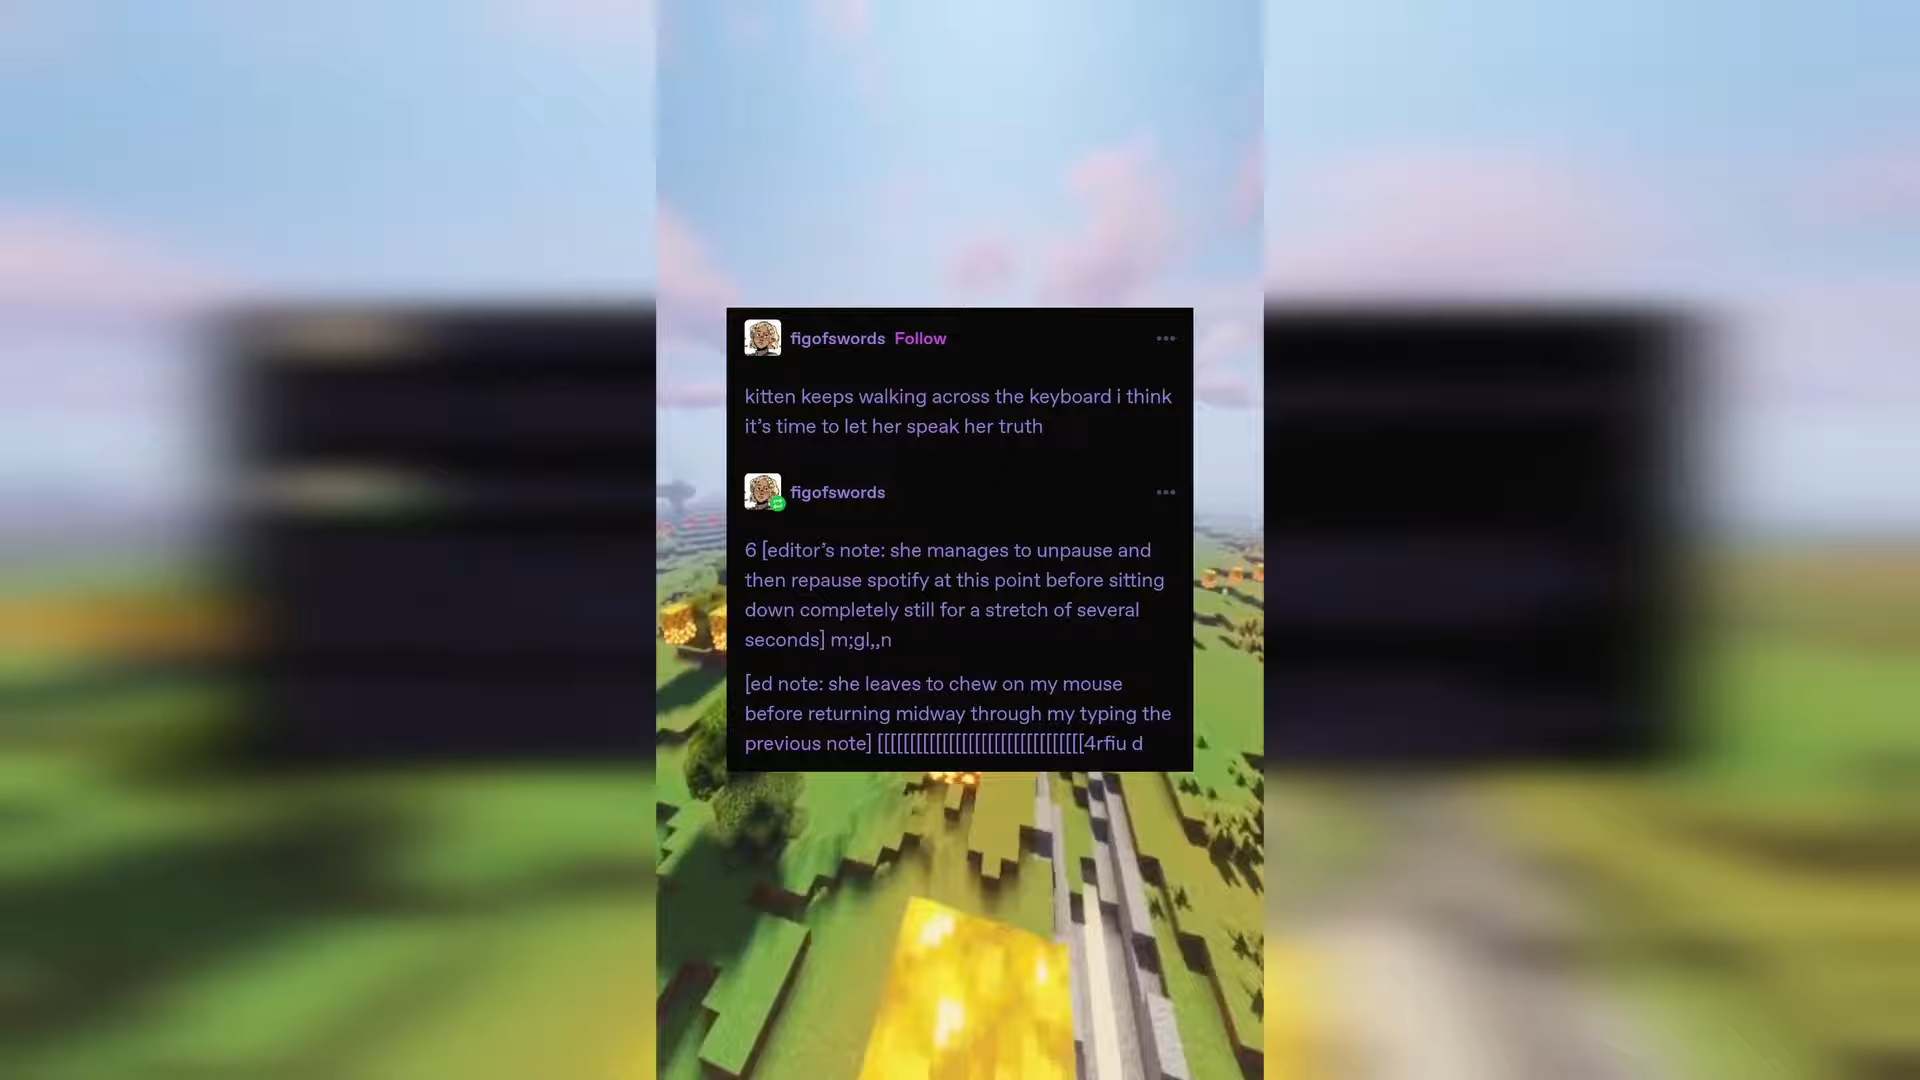 figofswords Follow
kitten keeps walking across the keyboard i think
it's time to let her speak her truth
figofswords
6 [editor's note: she manages to unpause and
then repause spotify at this point before sitting
down completely still for a stretch of several
seconds] m;gl,,n
[ed note: she leaves to chew on my mouse
before returning midway through my typing the
previous note] [[[[[[[[[[[[[[[[[[[[[[[[[[[[[[[[4rfiu d